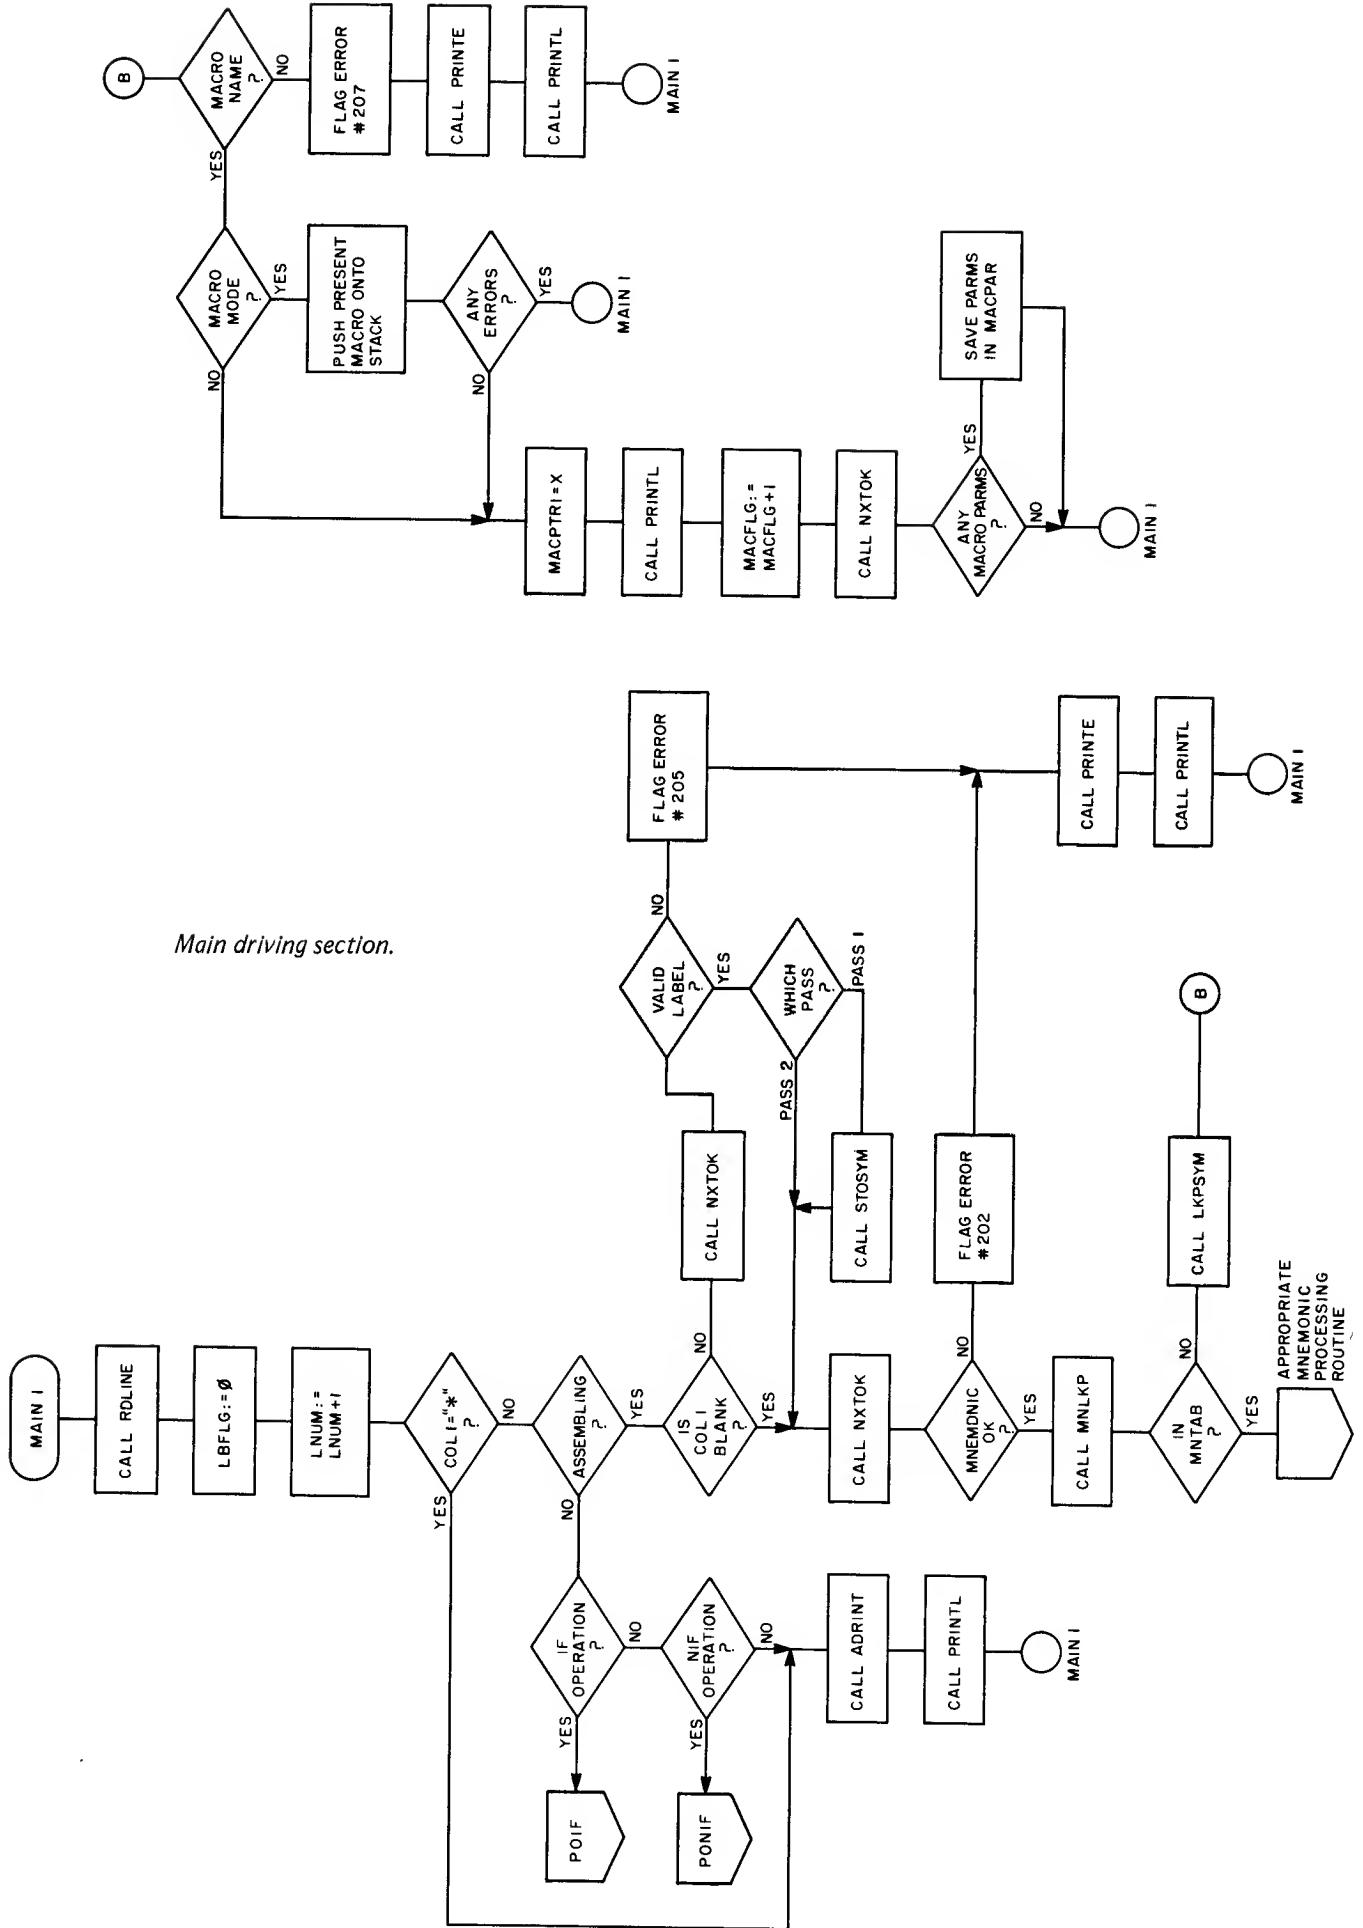 MAIN 1
CALL RDLINE
LBFLG:=Ø
LNUM:=
LNUM+1
COL1="*"
?
YES
NO
ASSEMBLING
?
NO
YES
IF
OPERATION
?
YES
NO
POIF
NIF
OPERATION
?
YES
NO
PONIF
CALL ADRINT
CALL PRINTL
MAIN 1
IS
COL 1
BLANK
?
NO
YES
CALL NXTOK
VALID
LABEL
?
NO
YES
FLAG ERROR
# 205
WHICH
PASS
?
PASS 2
PASS 1
CALL STOSYM
CALL NXTOK
MNEMDNIC
OK
?
NO
YES
FLAG ERROR
#202
CALL PRINTE
CALL PRINTL
MAIN 1
CALL MNLKP
IN
MNTAB
?
NO
YES
CALL LKPSYM
B
APPROPRIATE
MNEMONIC
PROCESSING
ROUTINE
Main driving section.
B
MACRO
NAME
?
YES
NO
FLAG ERROR
# 207
CALL PRINTE
CALL PRINTL
MAIN 1
MACRO
MODE
?
NO
YES
PUSH PRESENT
MACRO ONTO
STACK
ANY
ERRORS
?
NO
YES
MAIN 1
MACPTR1=X
CALL PRINTL
MACFLG:=
MACFLG+1
CALL NXTOK
ANY
MACRO PARMS
?
YES
NO
SAVE PARMS
IN MACPAR
MAIN 1